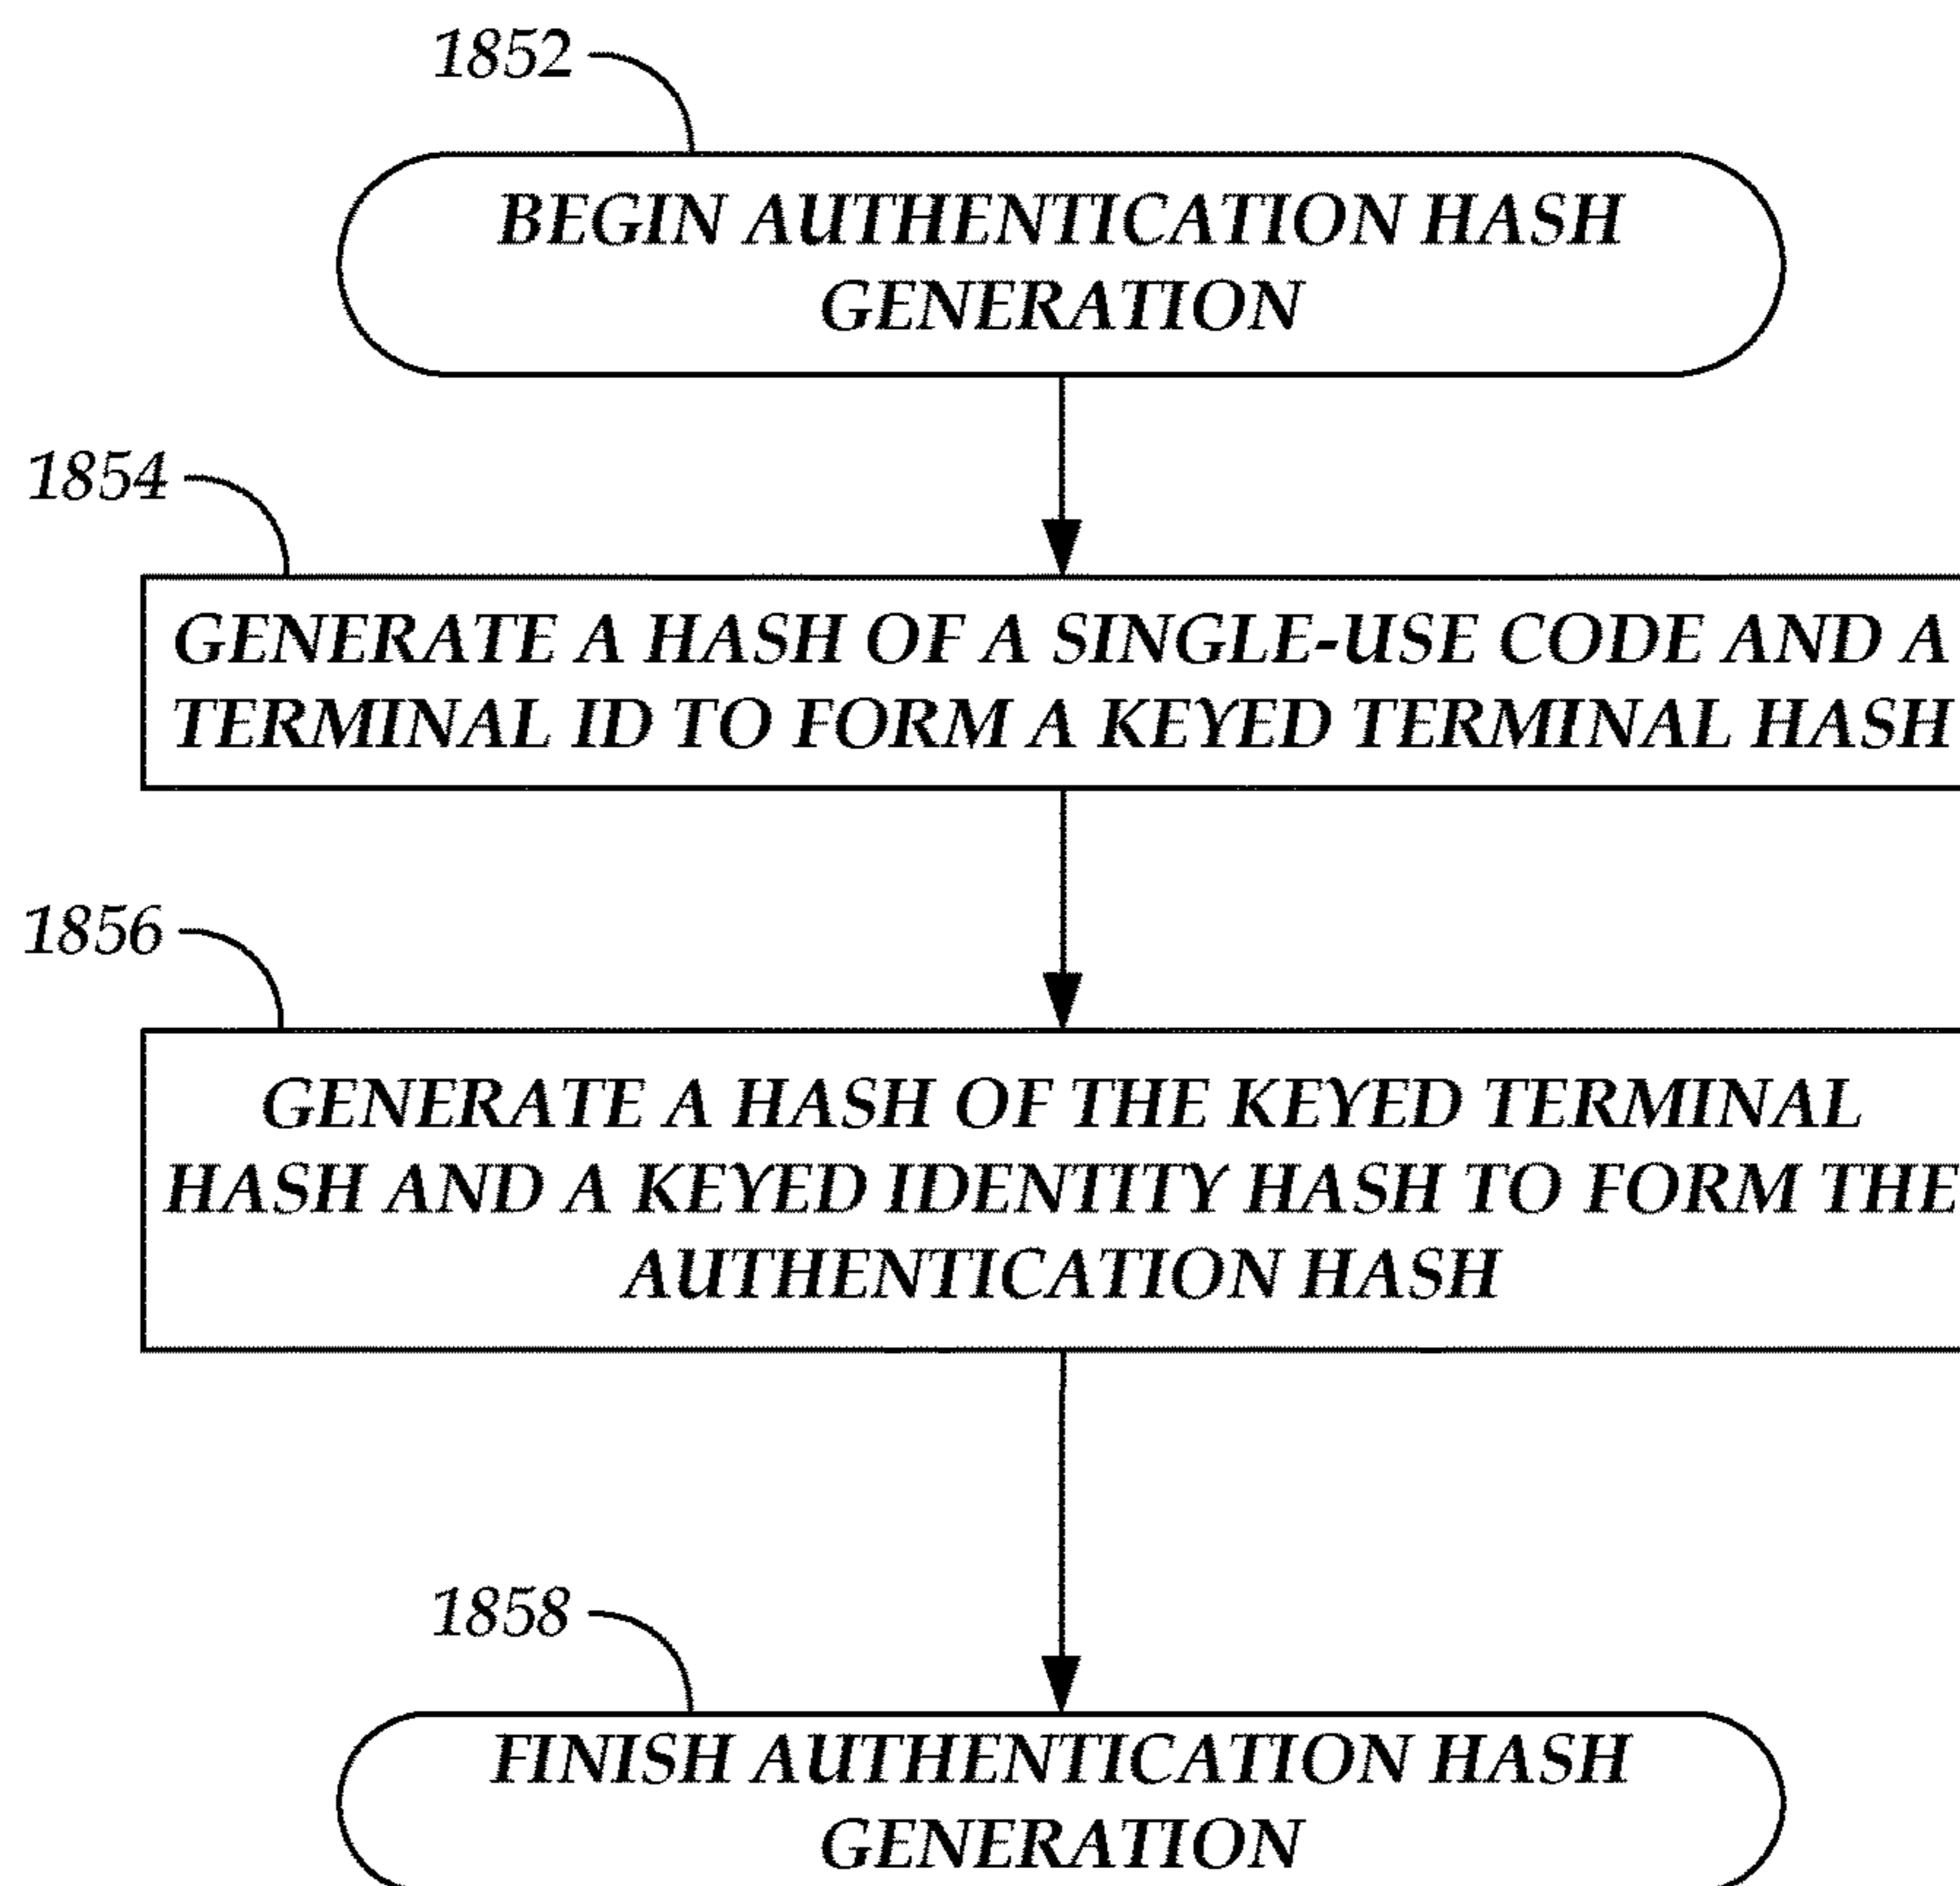 1852
BEGIN AUTHENTICATION HASH
GENERATION
1854
GENERATE A HASH OF A SINGLE-USE CODE AND A
TERMINAL ID TO FORM A KEYED TERMINAL HASH
1856
GENERATE A HASH OF THE KEYED TERMINAL
HASH AND A KEYED IDENTITY HASH TO FORM THE
AUTHENTICATION HASH
1858
FINISH AUTHENTICATION HASH
GENERATION